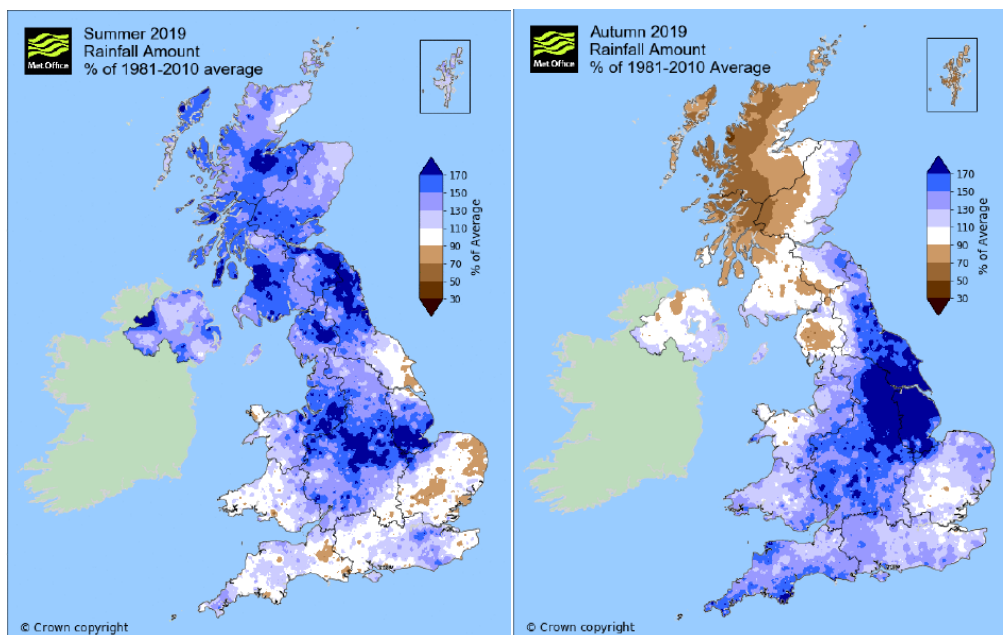 Met Office
Summer 2019
Rainfall Amount
% of 1981-2010 average
170
150
130
110
90
70
50
30
% of Average
© Crown copyright
Met Office
Autumn 2019
Rainfall Amount
% of 1981-2010 Average
170
150
130
110
90
70
50
30
% of Average
© Crown copyright